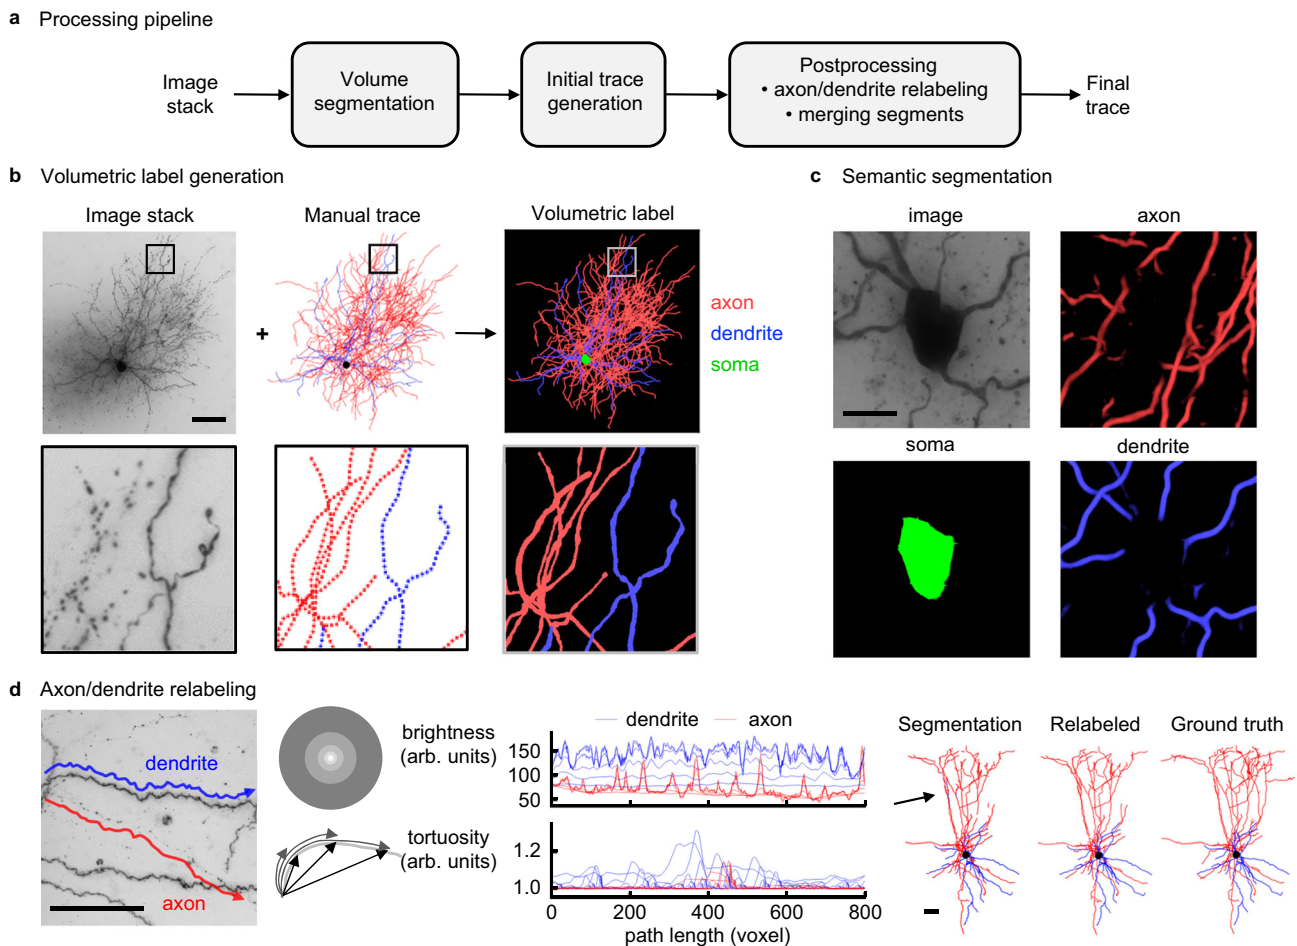 a Processing pipeline
Image stack
Volume segmentation
Initial trace generation
Postprocessing
• axon/dendrite relabeling
• merging segments
Final trace
b Volumetric label generation
Image stack
Manual trace
Volumetric label
+
axon
dendrite
soma
c Semantic segmentation
image
axon
soma
dendrite
d Axon/dendrite relabeling
dendrite
axon
brightness
(arb. units)
tortuosity
(arb. units)
dendrite
axon
150
100
50
1.2
1.0
0 200 400 600 800
path length (voxel)
Segmentation
Relabeled
Ground truth